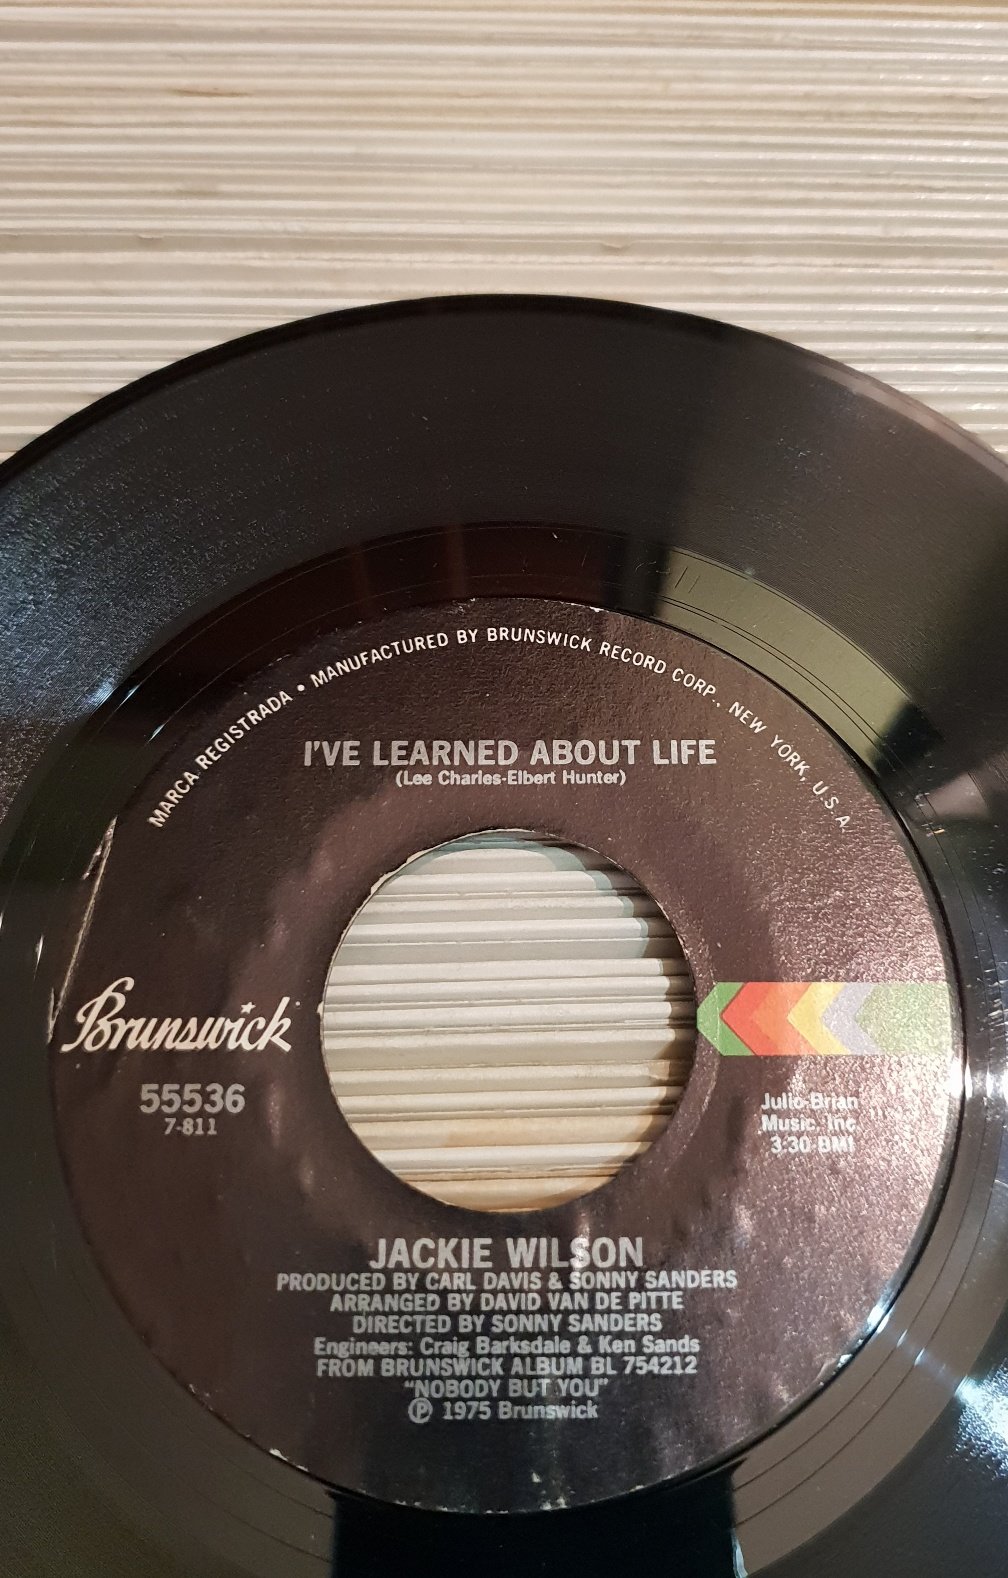 MARCA REGISTRADA • MANUFACTURED BY BRUNSWICK RECORD CORP., NEW YORK, U.S.A.
I'VE LEARNED ABOUT LIFE
(Lee Charles-Elbert Hunter)
Brunswick
55536
7-811
Julio-Brian
Music, Inc.
3:30 BMI
JACKIE WILSON
PRODUCED BY CARL DAVIS & SONNY SANDERS
ARRANGED BY DAVID VAN DE PITTE
DIRECTED BY SONNY SANDERS
Engineers: Craig Barksdale & Ken Sands
FROM BRUNSWICK ALBUM BL 754212
"NOBODY BUT YOU"
Ⓟ 1975 Brunswick